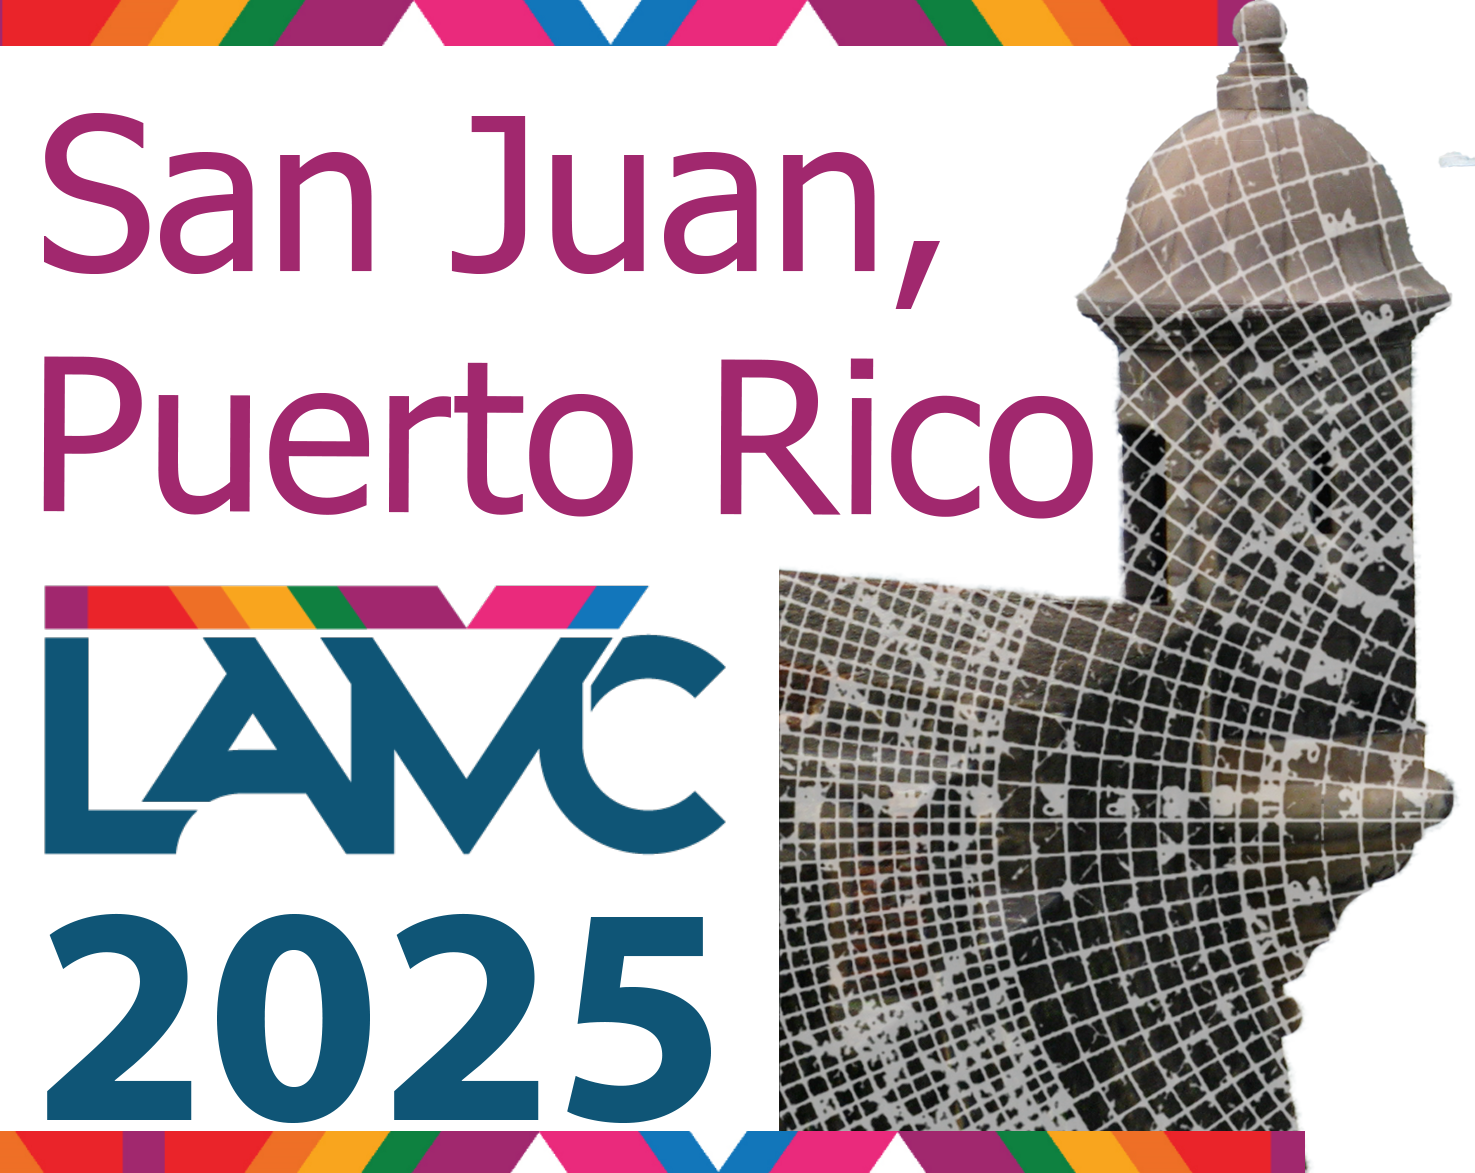 San Juan,
Puerto Rico
LAMC
2025